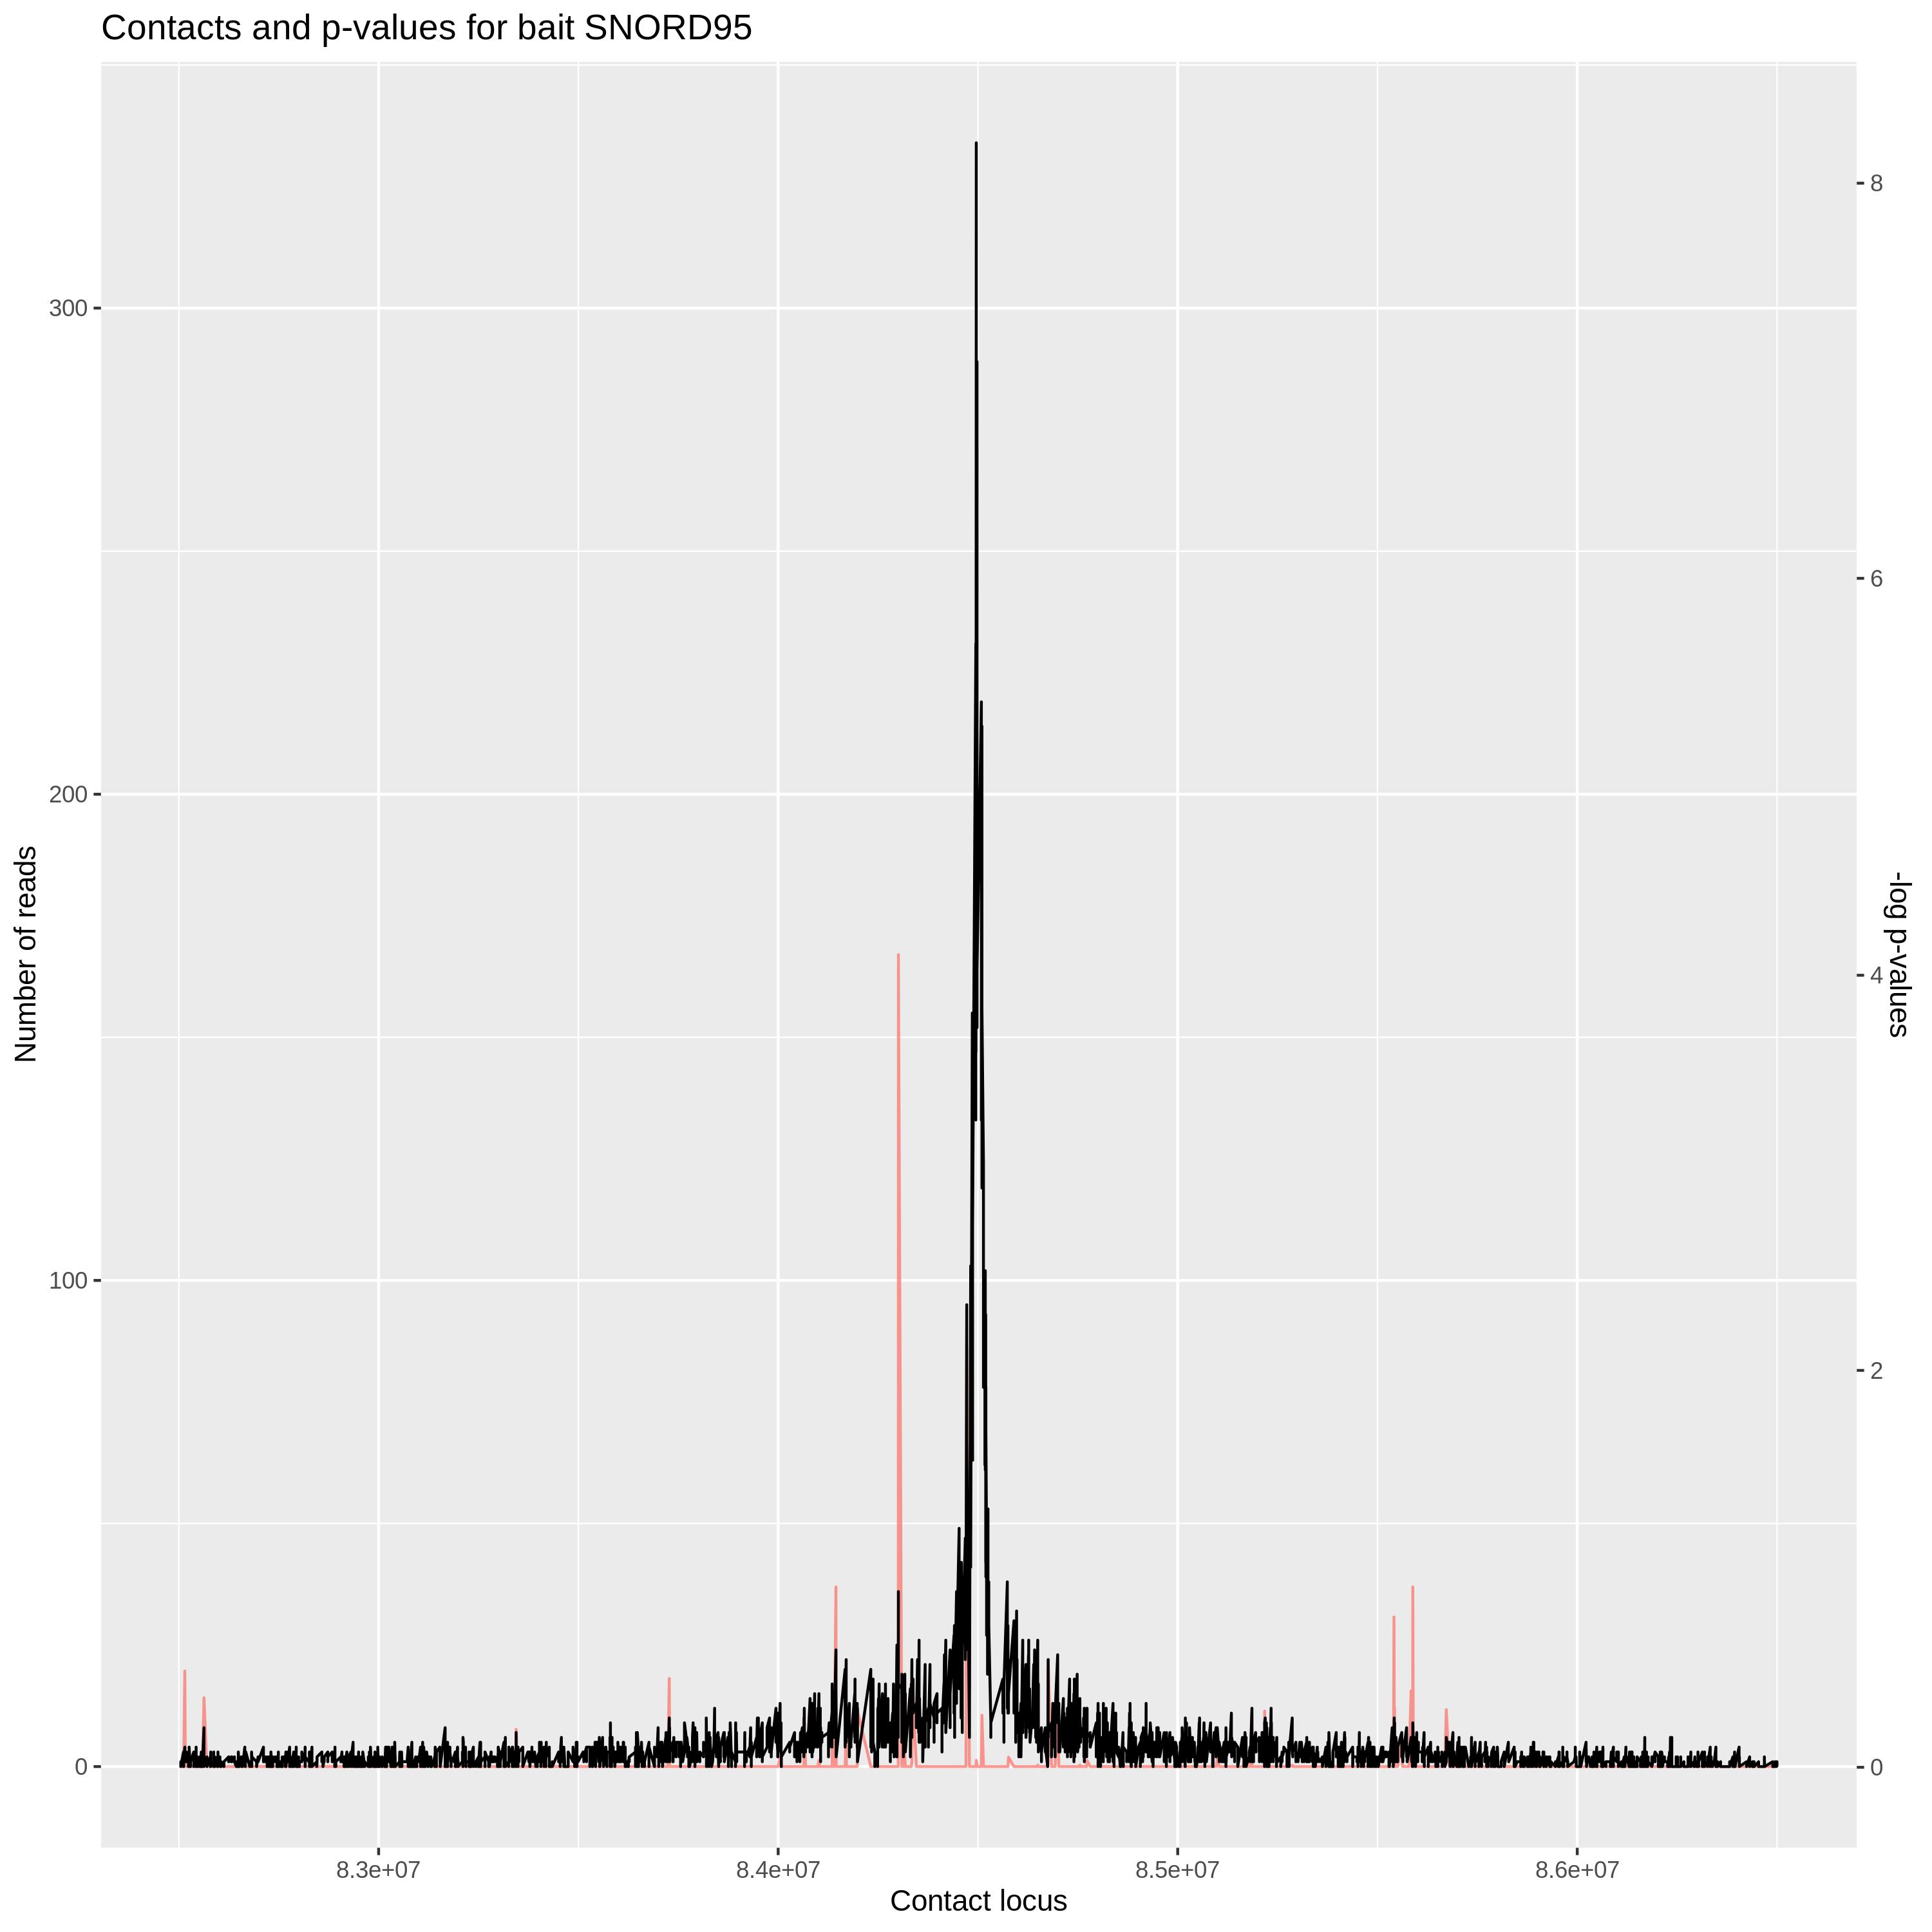 Contacts and p-values for bait SNORD95
Number of reads
300
200
100
0
8
6
4
2
0
-log p-values
8.3e+07
8.4e+07
8.5e+07
8.6e+07
Contact locus